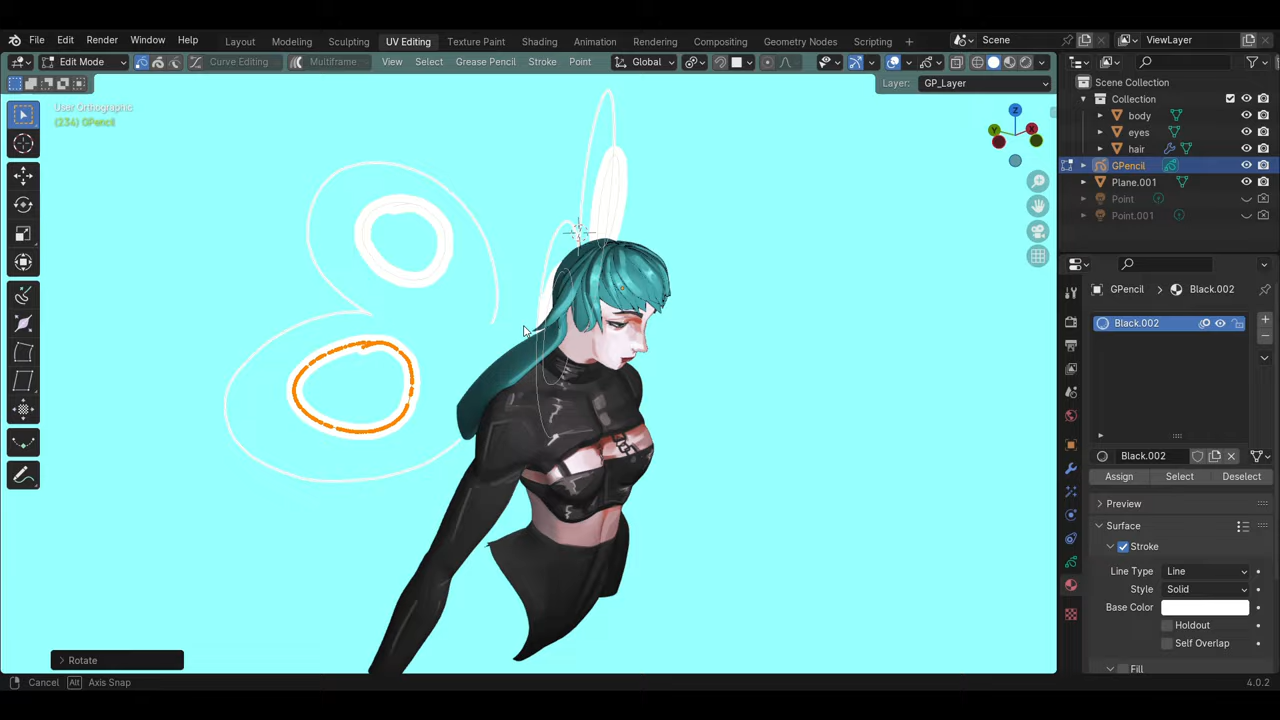 File Edit Render Window Help Layout Modeling Sculpting UV Editing Texture Paint Shading Animation Rendering Compositing Geometry Nodes Scripting + Scene ViewLayer
Edit Mode Curve Editing Multiframe View Select Grease Pencil Stroke Point Global
Layer: GP_Layer
User Orthographic
(234) GPencil
Z
Y
X
Scene Collection
Collection
body
eyes
hair
GPencil
Plane.001
Point
Point.001
GPencil > Black.002
Black.002
Black.002
Assign Select Deselect
Preview
Surface
Stroke
Line Type Line
Style Solid
Base Color
Holdout
Self Overlap
Fill
Rotate
Cancel Alt Axis Snap 4.0.2